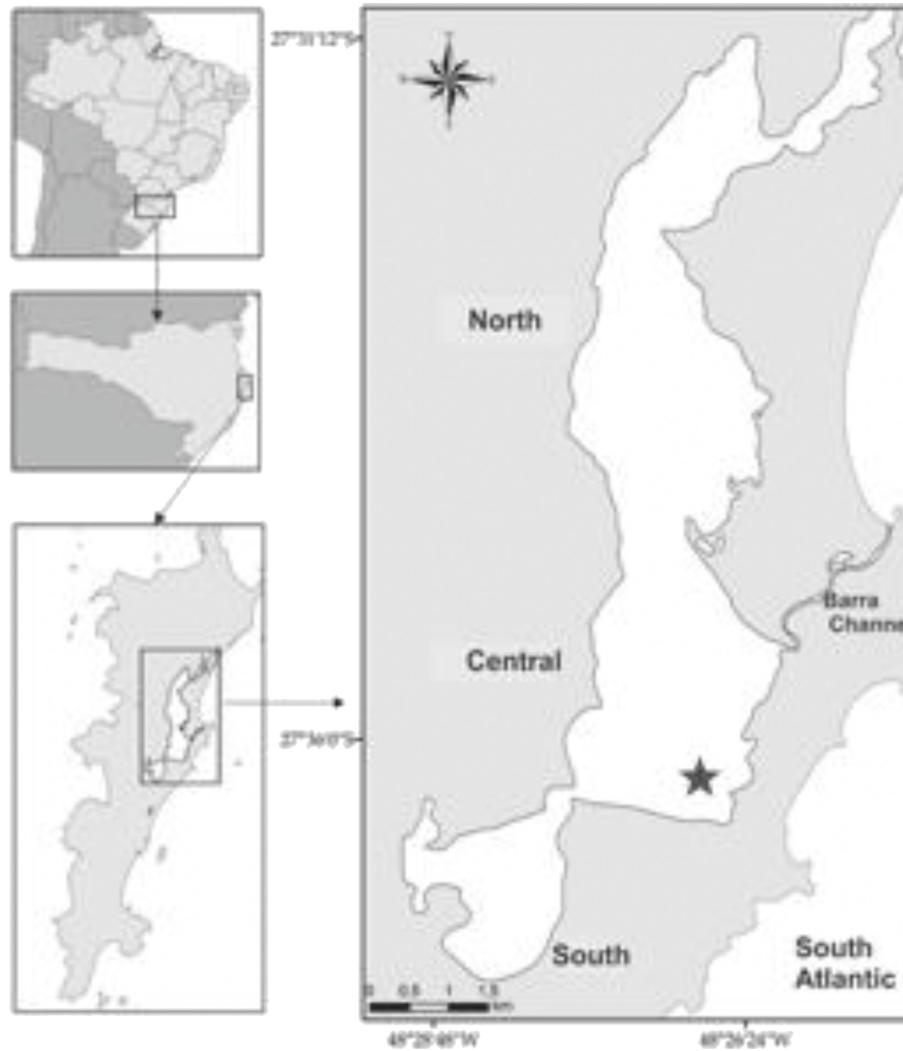 27°31'12"S
North
Barra
Channe
Central
27°36'0"S
South
South
Atlantic
0 0.5 1 1.5
km
48°28'48"W
48°26'24"W